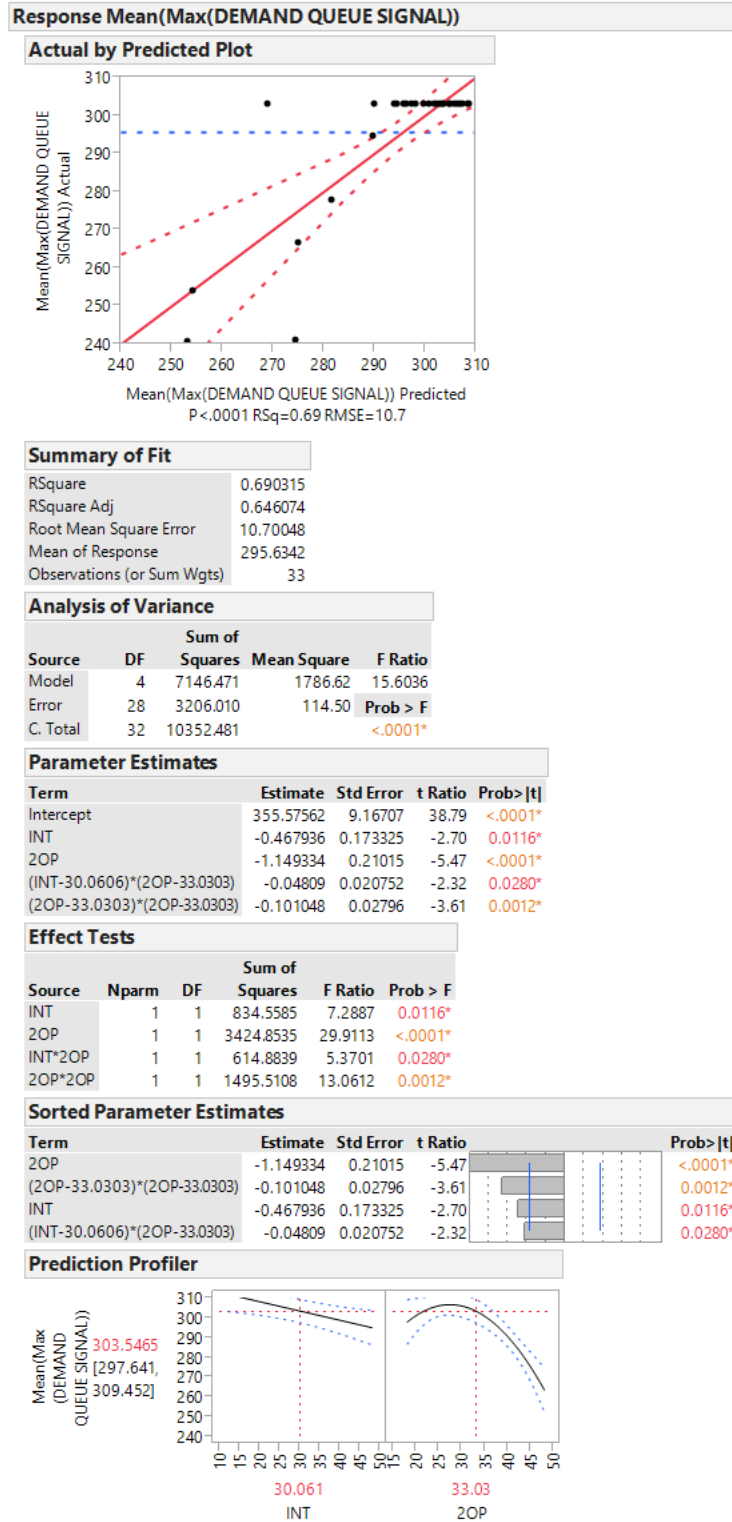 Response Mean(Max(DEMAND QUEUE SIGNAL))
Actual by Predicted Plot
Mean(Max(DEMAND QUEUE
SIGNAL)) Actual
310
300
290
280
270
260
250
240
240 250 260 270 280 290 300 310
Mean(Max(DEMAND QUEUE SIGNAL)) Predicted
P<.0001 RSq=0.69 RMSE=10.7
Summary of Fit
RSquare 0.690315
RSquare Adj 0.646074
Root Mean Square Error 10.70048
Mean of Response 295.6342
Observations (or Sum Wgts) 33
Analysis of Variance
Sum of
Source DF Squares Mean Square F Ratio
Model 4 7146.471 1786.62 15.6036
Error 28 3206.010 114.50 Prob > F
C. Total 32 10352.481 <.0001*
Parameter Estimates
Term Estimate Std Error t Ratio Prob>|t|
Intercept 355.57562 9.16707 38.79 <.0001*
INT -0.467936 0.173325 -2.70 0.0116*
2OP -1.149334 0.21015 -5.47 <.0001*
(INT-30.0606)*(2OP-33.0303) -0.04809 0.020752 -2.32 0.0280*
(2OP-33.0303)*(2OP-33.0303) -0.101048 0.02796 -3.61 0.0012*
Effect Tests
Sum of
Source Nparm DF Squares F Ratio Prob > F
INT 1 1 834.5585 7.2887 0.0116*
2OP 1 1 3424.8535 29.9113 <.0001*
INT*2OP 1 1 614.8839 5.3701 0.0280*
2OP*2OP 1 1 1495.5108 13.0612 0.0012*
Sorted Parameter Estimates
Term Estimate Std Error t Ratio Prob>|t|
2OP -1.149334 0.21015 -5.47 <.0001*
(2OP-33.0303)*(2OP-33.0303) -0.101048 0.02796 -3.61 0.0012*
INT -0.467936 0.173325 -2.70 0.0116*
(INT-30.0606)*(2OP-33.0303) -0.04809 0.020752 -2.32 0.0280*
Prediction Profiler
Mean(Max
(DEMAND
QUEUE SIGNAL))
303.5465
[297.641,
309.452]
310
300
290
280
270
260
250
240
10 15 20 25 30 35 40 45 50 15 20 25 30 35 40 45 50
30.061 33.03
INT 2OP